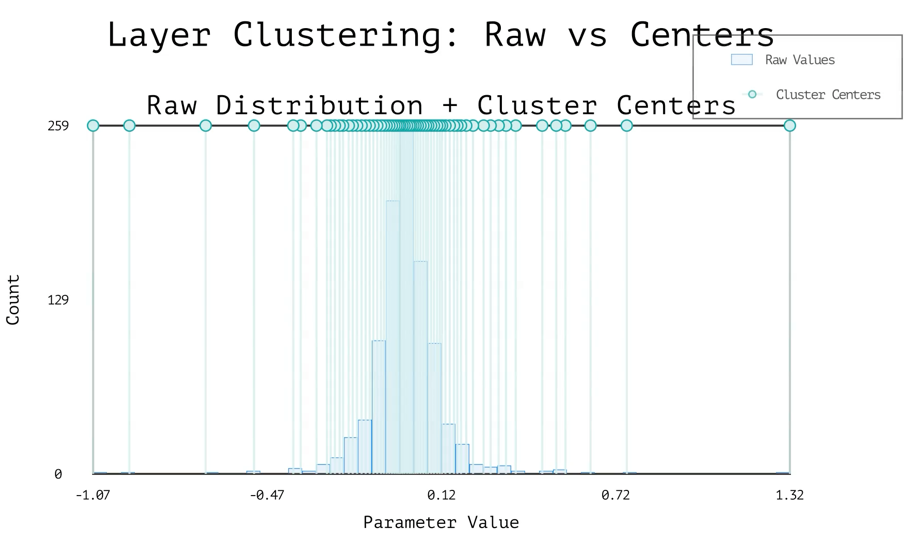 Layer Clustering: Raw vs Centers
Raw Values
Cluster Centers
Raw Distribution + Cluster Centers
259
129
0
Count
-1.07
-0.47
0.12
0.72
1.32
Parameter Value